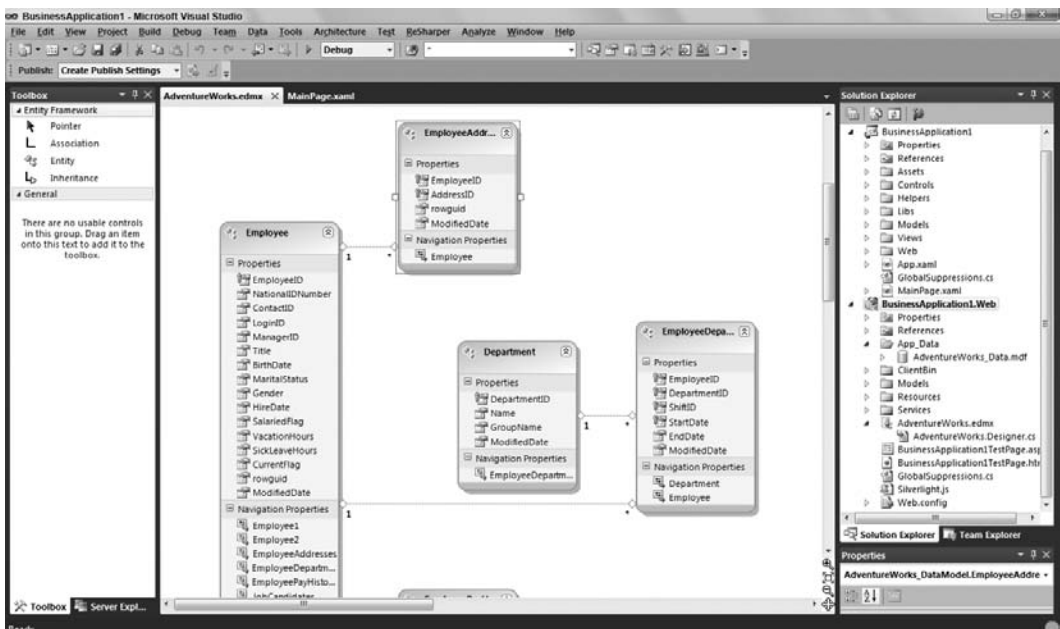 BusinessApplication1 - Microsoft Visual Studio
File Edit View Project Build Debug Team Data Tools Architecture Test ReSharper Analyze Window Help
Debug
Publish: Create Publish Settings
Toolbox
Entity Framework
Pointer
Association
Entity
Inheritance
General
There are no usable controls
in this group. Drag an item
onto this text to add it to the
toolbox.
Toolbox Server Expl...
AdventureWorks.edmx MainPage.xaml
EmployeeAddr...
Properties
EmployeeID
AddressID
rowguid
ModifiedDate
Navigation Properties
Employee
1 *
Employee
Properties
EmployeeID
NationalIDNumber
ContactID
LoginID
ManagerID
Title
BirthDate
MaritalStatus
Gender
HireDate
SalariedFlag
VacationHours
SickLeaveHours
CurrentFlag
rowguid
ModifiedDate
Navigation Properties
Employee1
Employee2
EmployeeAddresses
EmployeeDepartm...
EmployeePayHisto...
JobCandidates
Department
Properties
DepartmentID
Name
GroupName
ModifiedDate
Navigation Properties
EmployeeDepartm...
1 *
EmployeeDepa...
Properties
EmployeeID
DepartmentID
ShiftID
StartDate
EndDate
ModifiedDate
Navigation Properties
Department
Employee
1 *
Solution Explorer
BusinessApplication1
Properties
References
Assets
Controls
Helpers
Libs
Models
Views
Web
App.xaml
GlobalSuppressions.cs
MainPage.xaml
BusinessApplication1.Web
Properties
References
App_Data
AdventureWorks_Data.mdf
ClientBin
Models
Resources
Services
AdventureWorks.edmx
AdventureWorks.Designer.cs
BusinessApplication1TestPage.asp
BusinessApplication1TestPage.htm
GlobalSuppressions.cs
Silverlight.js
Web.config
Solution Explorer Team Explorer
Properties
AdventureWorks_DataModel.EmployeeAddre
Ready